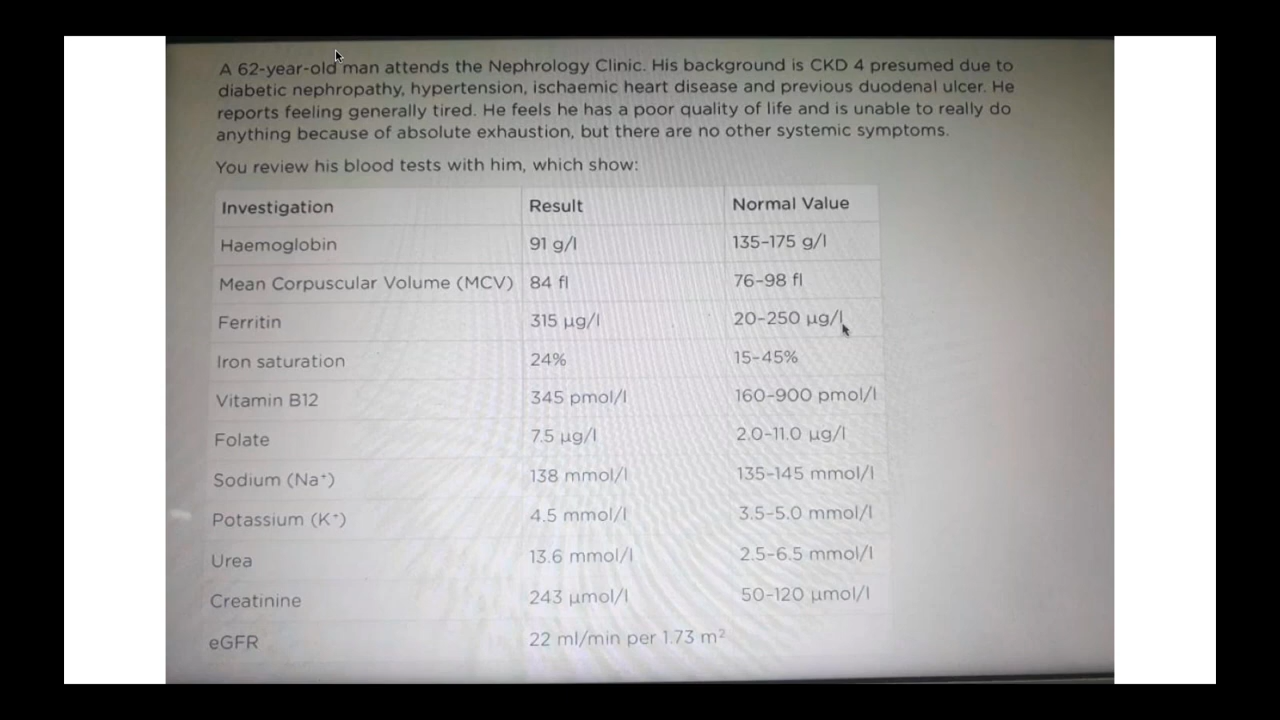 A 62-year-old man attends the Nephrology Clinic. His background is CKD 4 presumed due to
diabetic nephropathy, hypertension, ischaemic heart disease and previous duodenal ulcer. He
reports feeling generally tired. He feels he has a poor quality of life and is unable to really do
anything because of absolute exhaustion, but there are no other systemic symptoms.
You review his blood tests with him, which show:
Investigation Result Normal Value
Haemoglobin 91 g/l 135–175 g/l
Mean Corpuscular Volume (MCV) 84 fl 76–98 fl
Ferritin 315 µg/l 20–250 µg/l
Iron saturation 24% 15–45%
Vitamin B12 345 pmol/l 160–900 pmol/l
Folate 7.5 µg/l 2.0–11.0 µg/l
Sodium (Na⁺) 138 mmol/l 135–145 mmol/l
Potassium (K⁺) 4.5 mmol/l 3.5–5.0 mmol/l
Urea 13.6 mmol/l 2.5–6.5 mmol/l
Creatinine 243 µmol/l 50–120 µmol/l
eGFR 22 ml/min per 1.73 m²